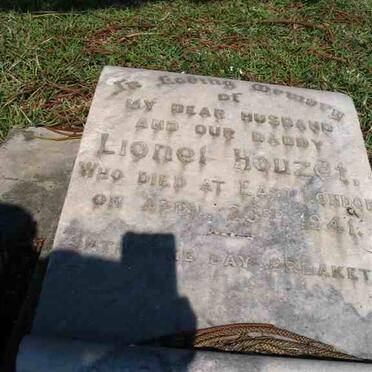 In Loving Memory
OF
MY DEAR HUSBAND
AND OUR DADDY
Lionel Houzet.
WHO DIED AT EAST LONDON
ON APRIL 23RD 1941.
DAY BREAKETH